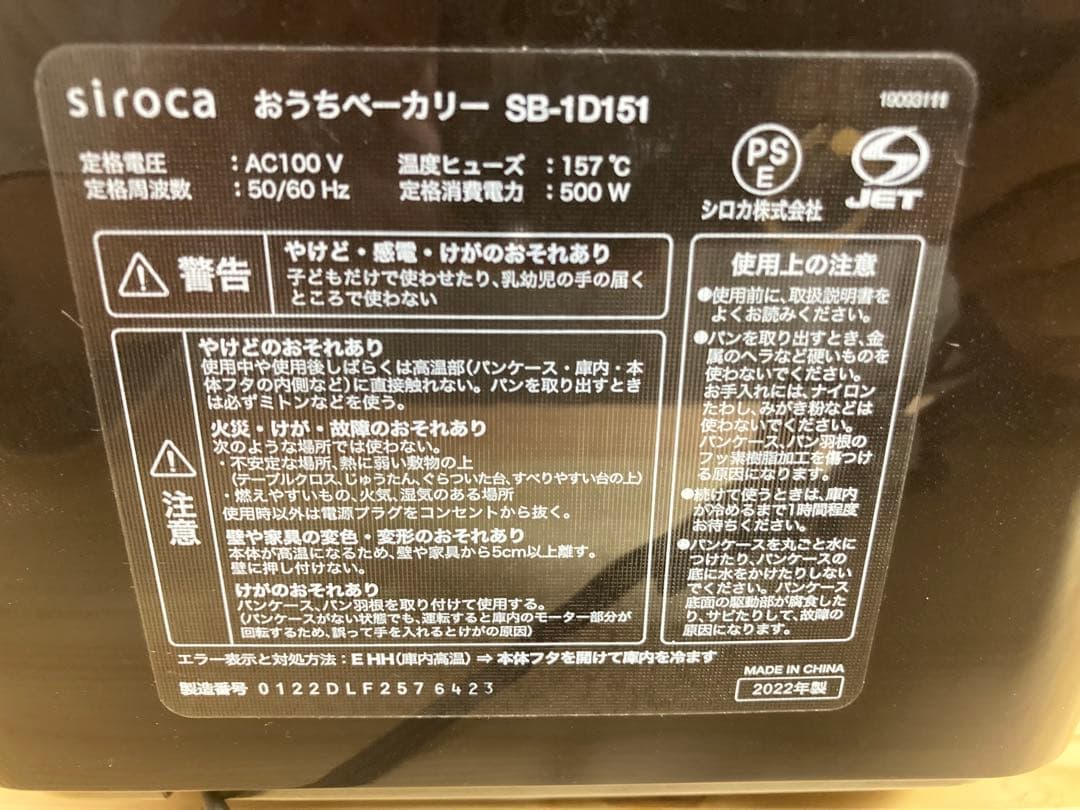 siroca おうちベーカリー SB-1D151
19093111
定格電圧 : AC100 V 温度ヒューズ : 157 ℃
定格周波数 : 50/60 Hz 定格消費電力 : 500 W
PS
E
JET
シロカ株式会社
警告
やけど・感電・けがのおそれあり
子どもだけで使わせたり、乳幼児の手の届く
ところで使わない
注意
やけどのおそれあり
使用中や使用後しばらくは高温部(パンケース・庫内・本
体フタの内側など)に直接触れない。パンを取り出すとき
は必ずミトンなどを使う。
火災・けが・故障のおそれあり
次のような場所では使わない。
・不安定な場所、熱に弱い敷物の上
(テーブルクロス、じゅうたん、ぐらついた台、すべりやすい台の上)
・燃えやすいもの、火気、湿気のある場所
使用時以外は電源プラグをコンセントから抜く。
壁や家具の変色・変形のおそれあり
本体が高温になるため、壁や家具から5cm以上離す。
壁に押し付けない。
けがのおそれあり
パンケース、パン羽根を取り付けて使用する。
(パンケースがない状態でも、運転すると庫内のモーター部分が
回転するため、誤って手を入れるとけがの原因)
使用上の注意
●使用前に、取扱説明書を
よくお読みください。
●パンを取り出すとき、金
属のヘラなど硬いものを
使わないでください。
お手入れには、ナイロン
たわし、みがき粉などは
使わないでください。
パンケース、パン羽根の
フッ素樹脂加工を傷つけ
る原因になります。
●続けて使うときは、庫内
が冷めるまで1時間程度
お待ちください。
●パンケースを丸ごと水に
つけたり、パンケースの
底に水をかけたりしない
でください。パンケース
底面の駆動部が腐食した
り、サビたりして、故障の
原因になります。
エラー表示と対処方法：E HH(庫内高温) ⇒ 本体フタを開けて庫内を冷ます
製造番号 0122DLF2576423
MADE IN CHINA
2022年製